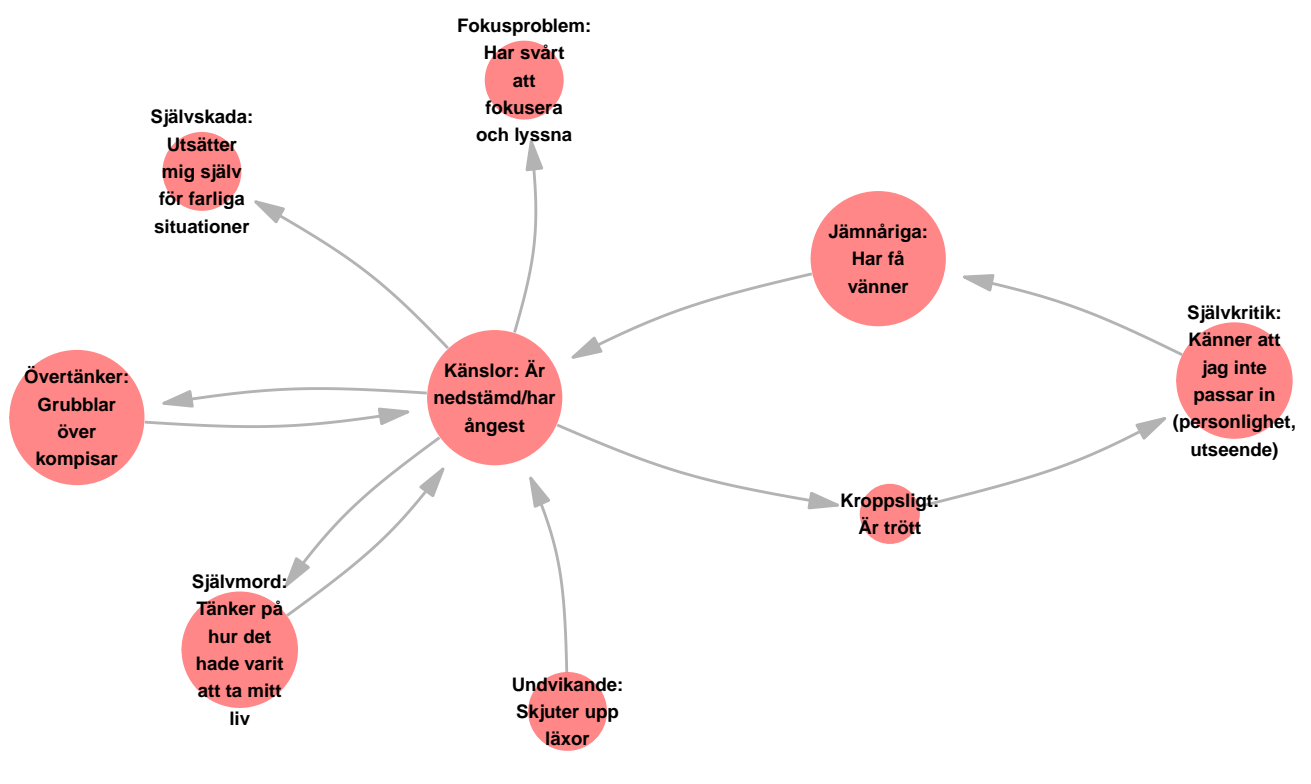 Fokusproblem:
Har svårt
att
fokusera
och lyssna
Självskada:
Utsätter
mig själv
för farliga
situationer
Jämnåriga:
Har få
vänner
Självkritik:
Känner att
jag inte
passar in
(personlighet,
utseende)
Känslor: Är
nedstämd/har
ångest
Övertänker:
Grubblar
över
kompisar
Kroppsligt:
Är trött
Självmord:
Tänker på
hur det
hade varit
att ta mitt
liv
Undvikande:
Skjuter upp
läxor